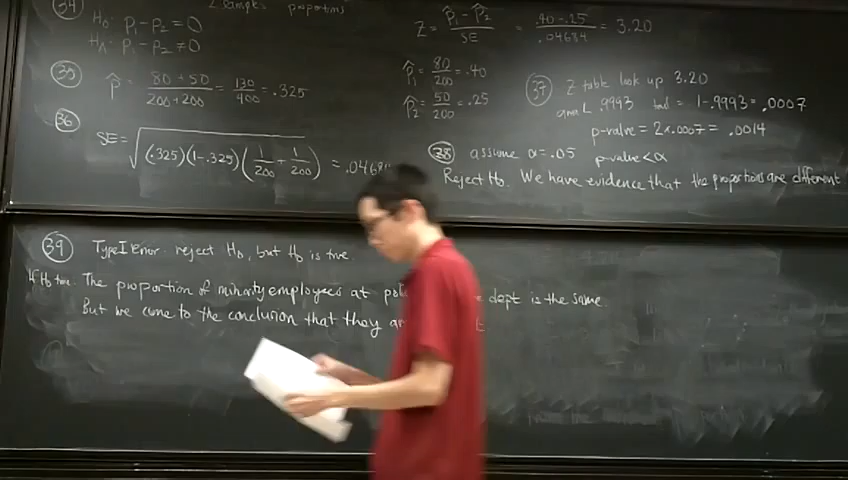 34 2 samples proportions
H0: p1-p2=0
HA: p1-p2≠0
35 p̂ = (80+50)/(200+200) = 130/400 = .325
36 SE=√((.325)(1-.325)(1/200+1/200)) = .0468
Z = (p̂1-p̂2)/SE = (.40-.25)/.04684 = 3.20
p̂1 = 80/200 = .40
p̂2 = 50/200 = .25
37 Z table look up 3.20
area L .9993 = 1-.9993=.0007
p-value = 2×.0007 = .0014
38 assume α=.05 p-value<α
Reject H0. We have evidence that the proportions are different
39 Type I error. reject H0, but H0 is true.
If H0 true. The proportion of minority employees at dept is the same.
But we come to the conclusion that they